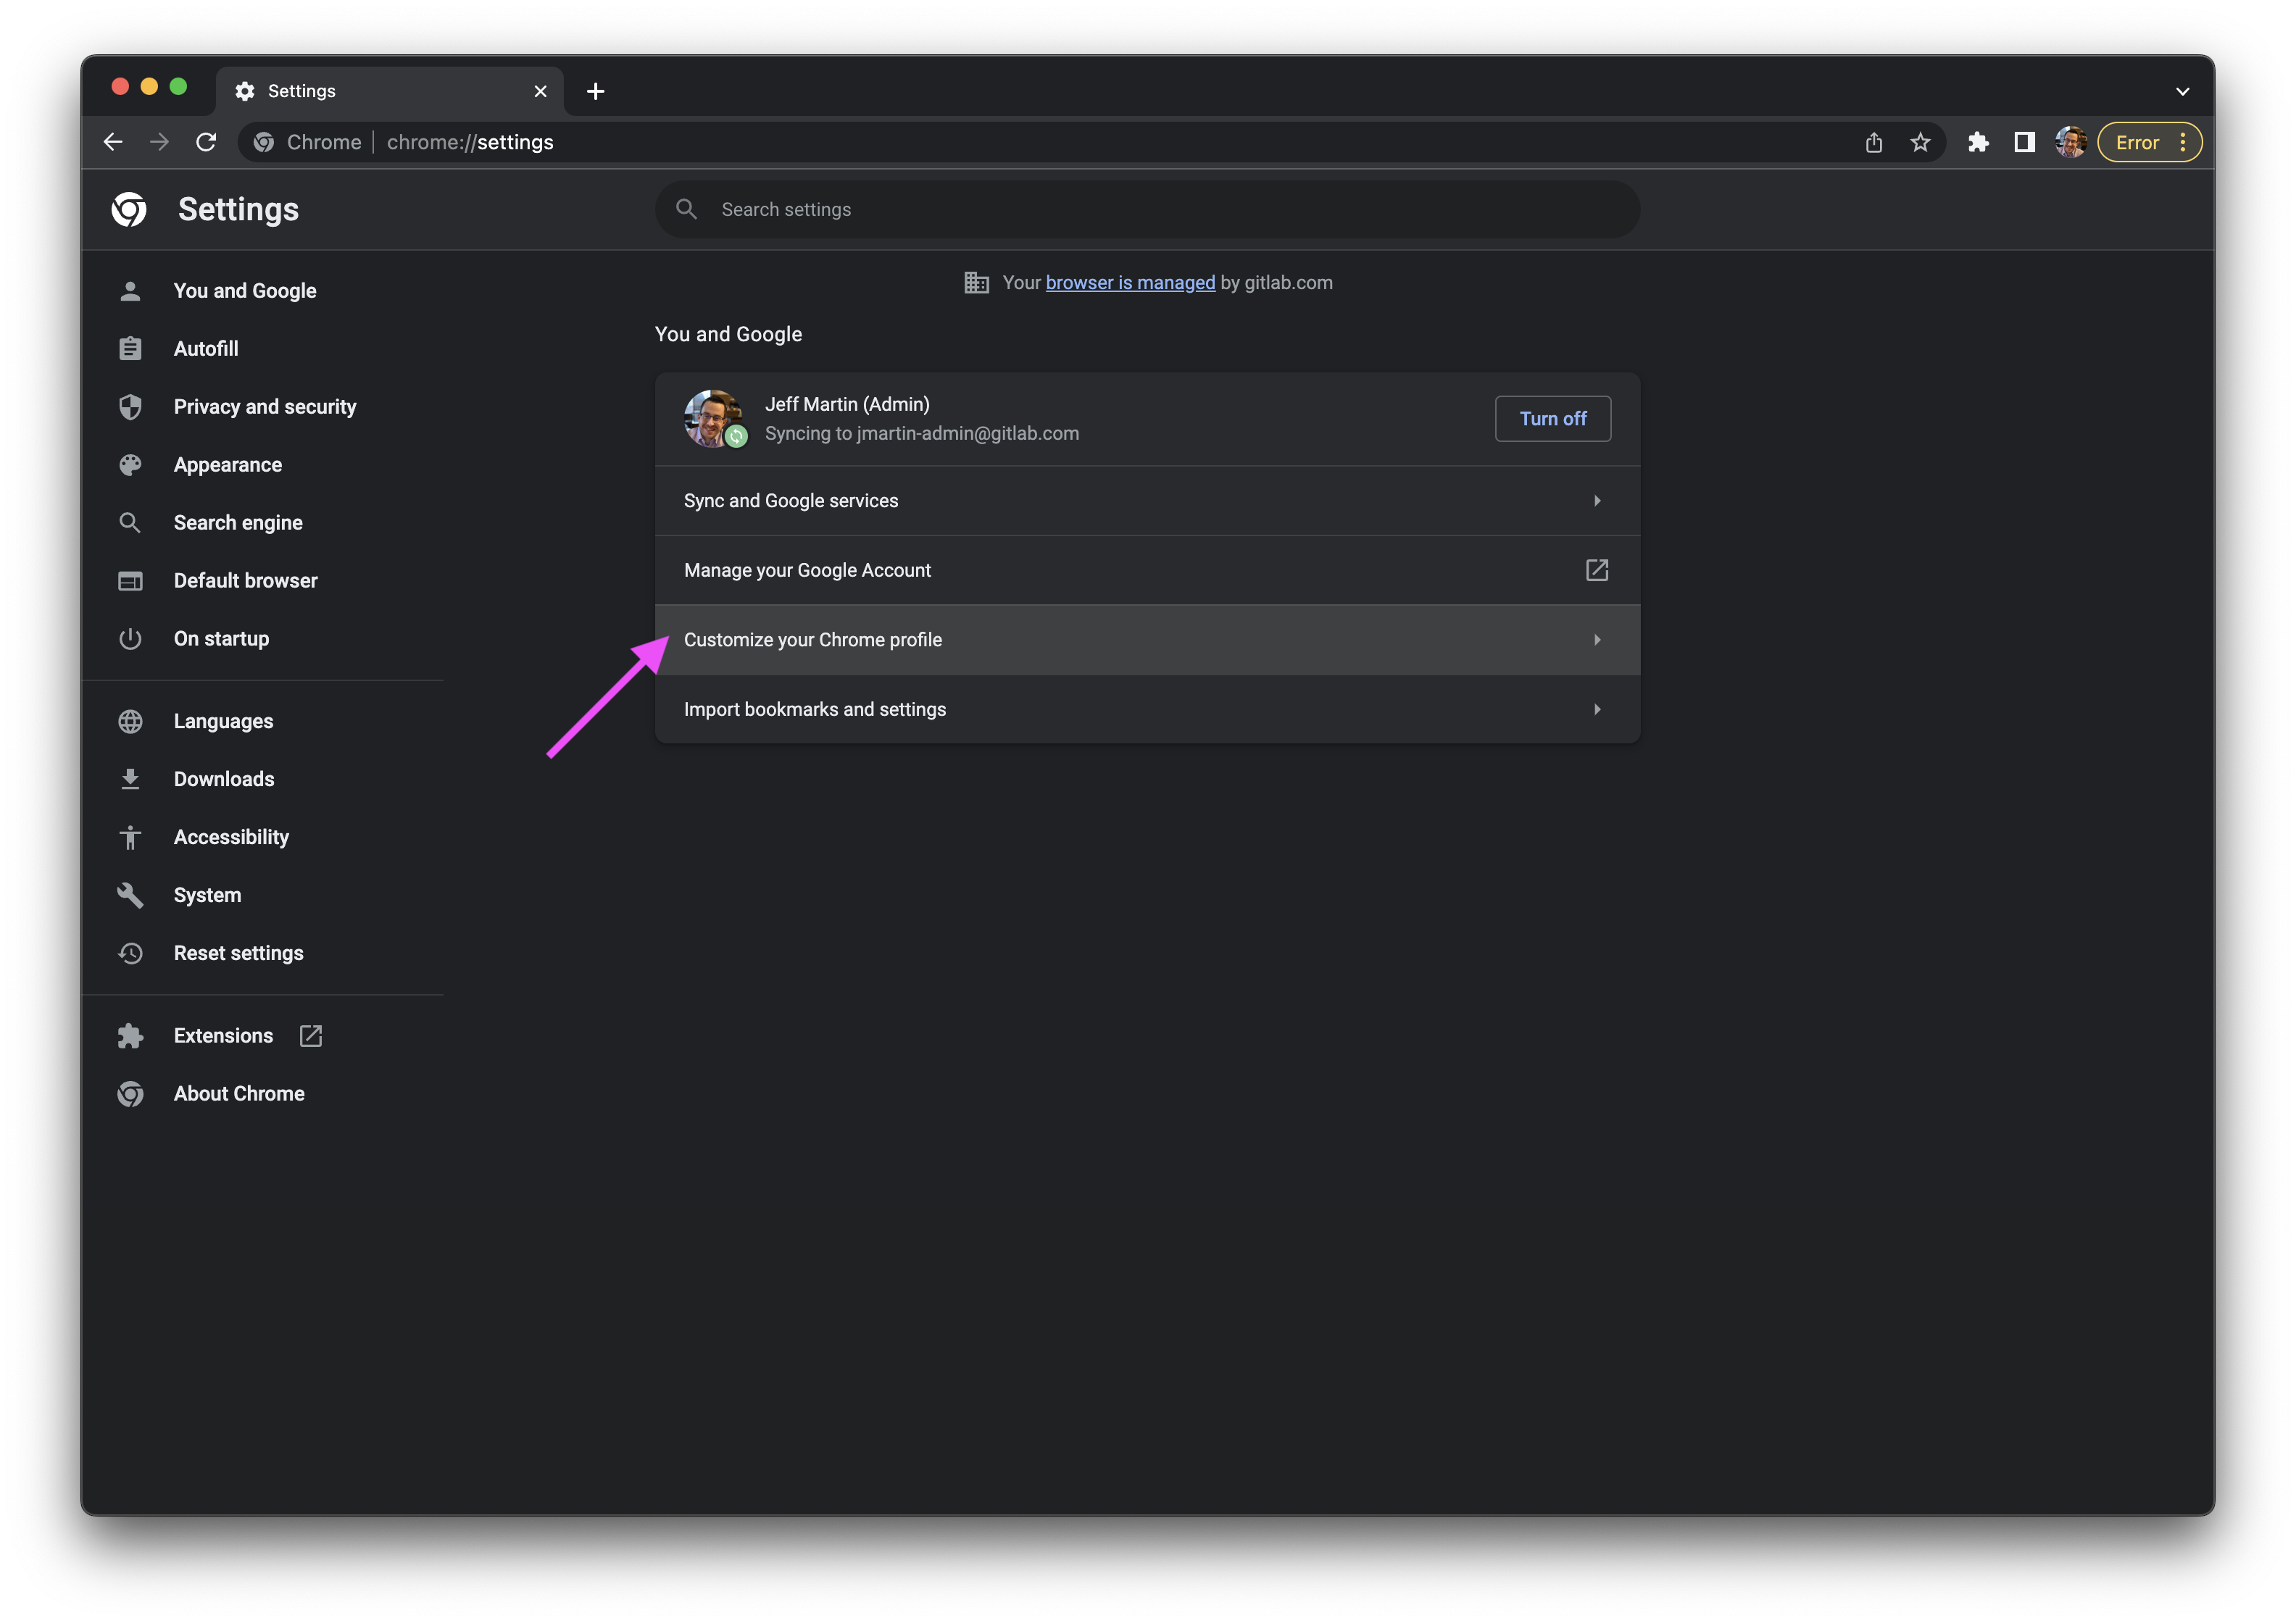 Settings
Chrome | chrome://settings
Error
Settings
Search settings
Your browser is managed by gitlab.com
You and Google
Autofill
Privacy and security
Appearance
Search engine
Default browser
On startup
Languages
Downloads
Accessibility
System
Reset settings
Extensions
About Chrome
You and Google
Jeff Martin (Admin)
Syncing to jmartin-admin@gitlab.com
Turn off
Sync and Google services
Manage your Google Account
Customize your Chrome profile
Import bookmarks and settings